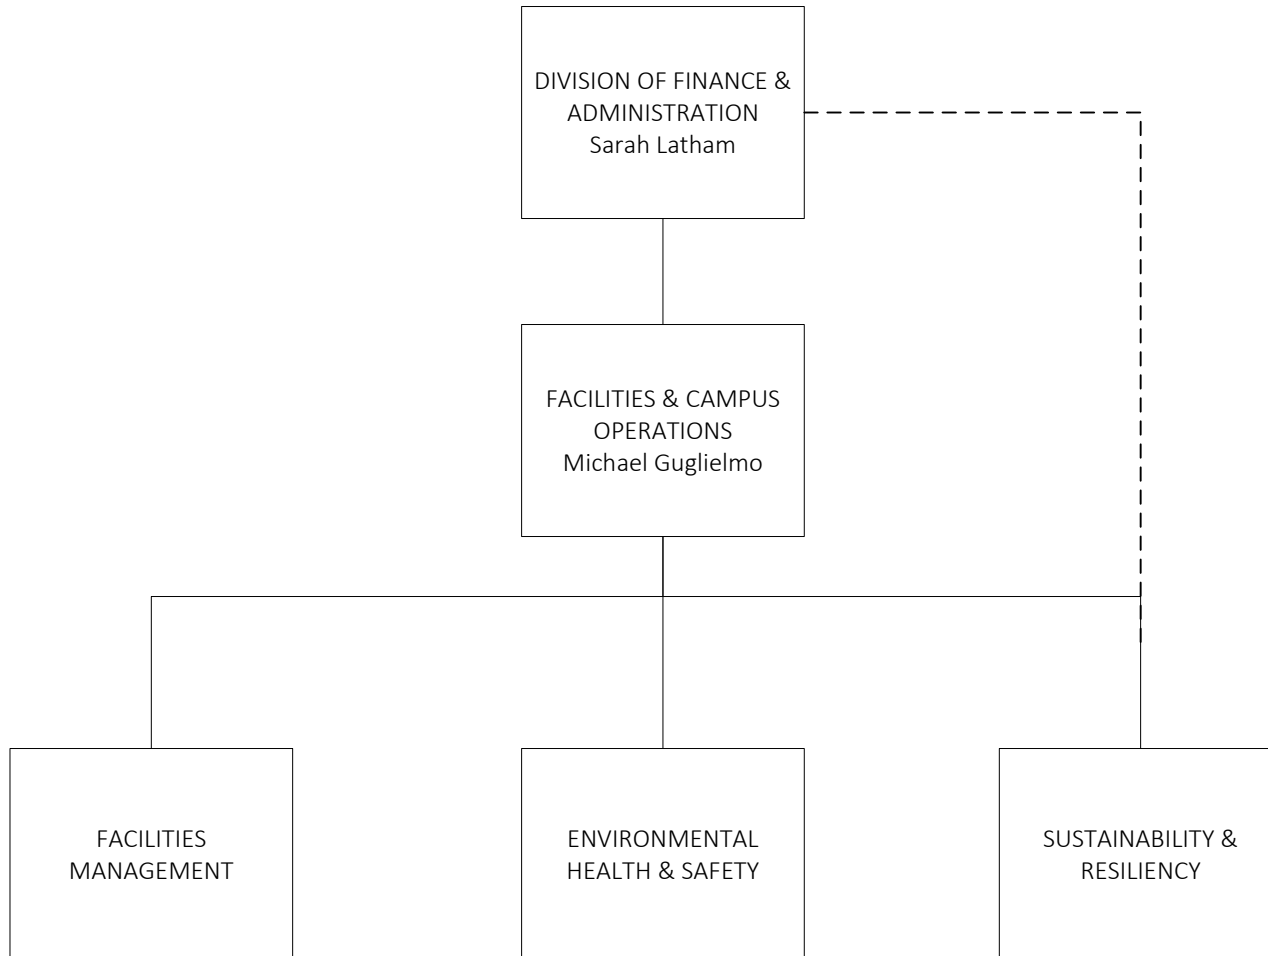 DIVISION OF FINANCE &
ADMINISTRATION
Sarah Latham
FACILITIES & CAMPUS
OPERATIONS
Michael Guglielmo
FACILITIES
MANAGEMENT
ENVIRONMENTAL
HEALTH & SAFETY
SUSTAINABILITY &
RESILIENCY